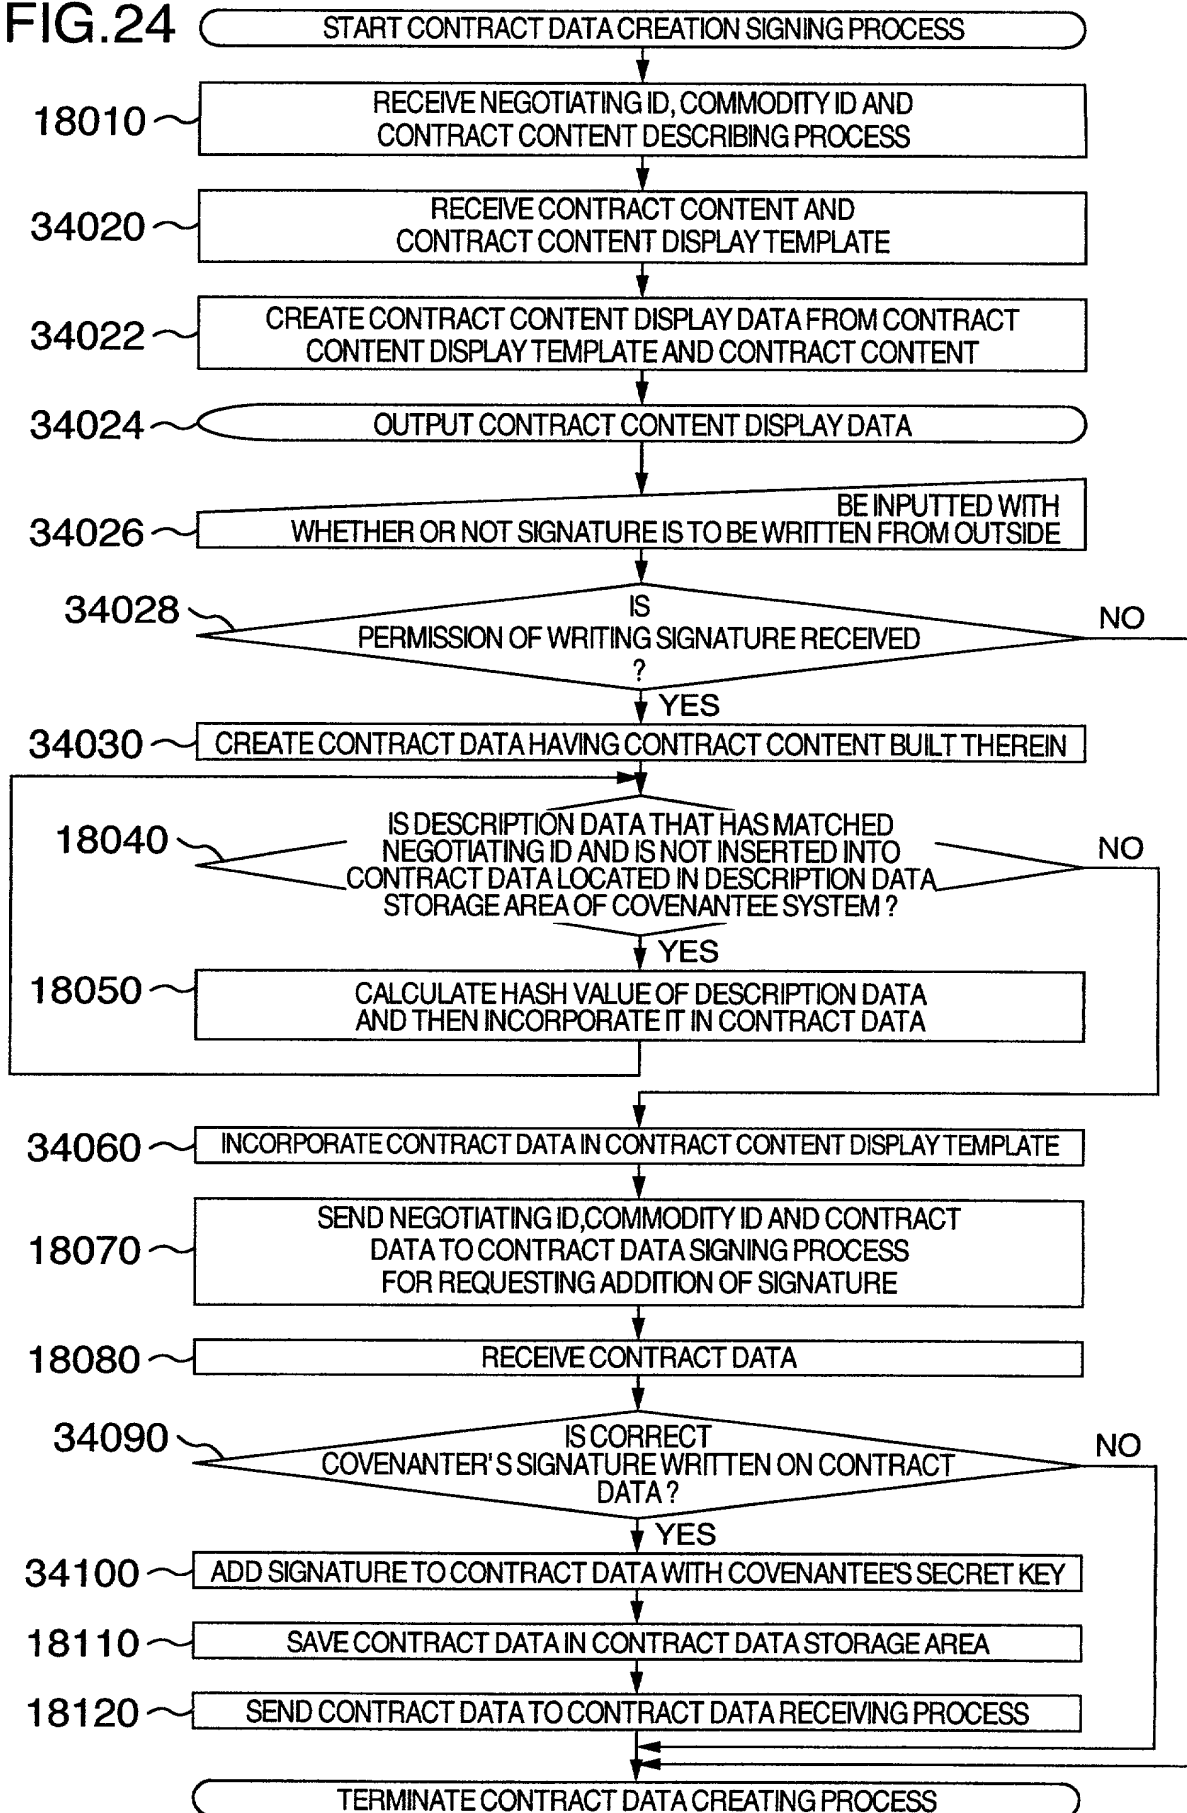 FIG.24
START CONTRACT DATA CREATION SIGNING PROCESS
18010
RECEIVE NEGOTIATING ID, COMMODITY ID AND
CONTRACT CONTENT DESCRIBING PROCESS
34020
RECEIVE CONTRACT CONTENT AND
CONTRACT CONTENT DISPLAY TEMPLATE
34022
CREATE CONTRACT CONTENT DISPLAY DATA FROM CONTRACT
CONTENT DISPLAY TEMPLATE AND CONTRACT CONTENT
34024
OUTPUT CONTRACT CONTENT DISPLAY DATA
34026
BE INPUTTED WITH
WHETHER OR NOT SIGNATURE IS TO BE WRITTEN FROM OUTSIDE
34028
IS
PERMISSION OF WRITING SIGNATURE RECEIVED
?
NO
YES
34030
CREATE CONTRACT DATA HAVING CONTRACT CONTENT BUILT THEREIN
18040
IS DESCRIPTION DATA THAT HAS MATCHED
NEGOTIATING ID AND IS NOT INSERTED INTO
CONTRACT DATA LOCATED IN DESCRIPTION DATA
STORAGE AREA OF COVENANTEE SYSTEM ?
NO
YES
18050
CALCULATE HASH VALUE OF DESCRIPTION DATA
AND THEN INCORPORATE IT IN CONTRACT DATA
34060
INCORPORATE CONTRACT DATA IN CONTRACT CONTENT DISPLAY TEMPLATE
18070
SEND NEGOTIATING ID,COMMODITY ID AND CONTRACT
DATA TO CONTRACT DATA SIGNING PROCESS
FOR REQUESTING ADDITION OF SIGNATURE
18080
RECEIVE CONTRACT DATA
34090
IS CORRECT
COVENANTER'S SIGNATURE WRITTEN ON CONTRACT
DATA ?
NO
YES
34100
ADD SIGNATURE TO CONTRACT DATA WITH COVENANTEE'S SECRET KEY
18110
SAVE CONTRACT DATA IN CONTRACT DATA STORAGE AREA
18120
SEND CONTRACT DATA TO CONTRACT DATA RECEIVING PROCESS
TERMINATE CONTRACT DATA CREATING PROCESS